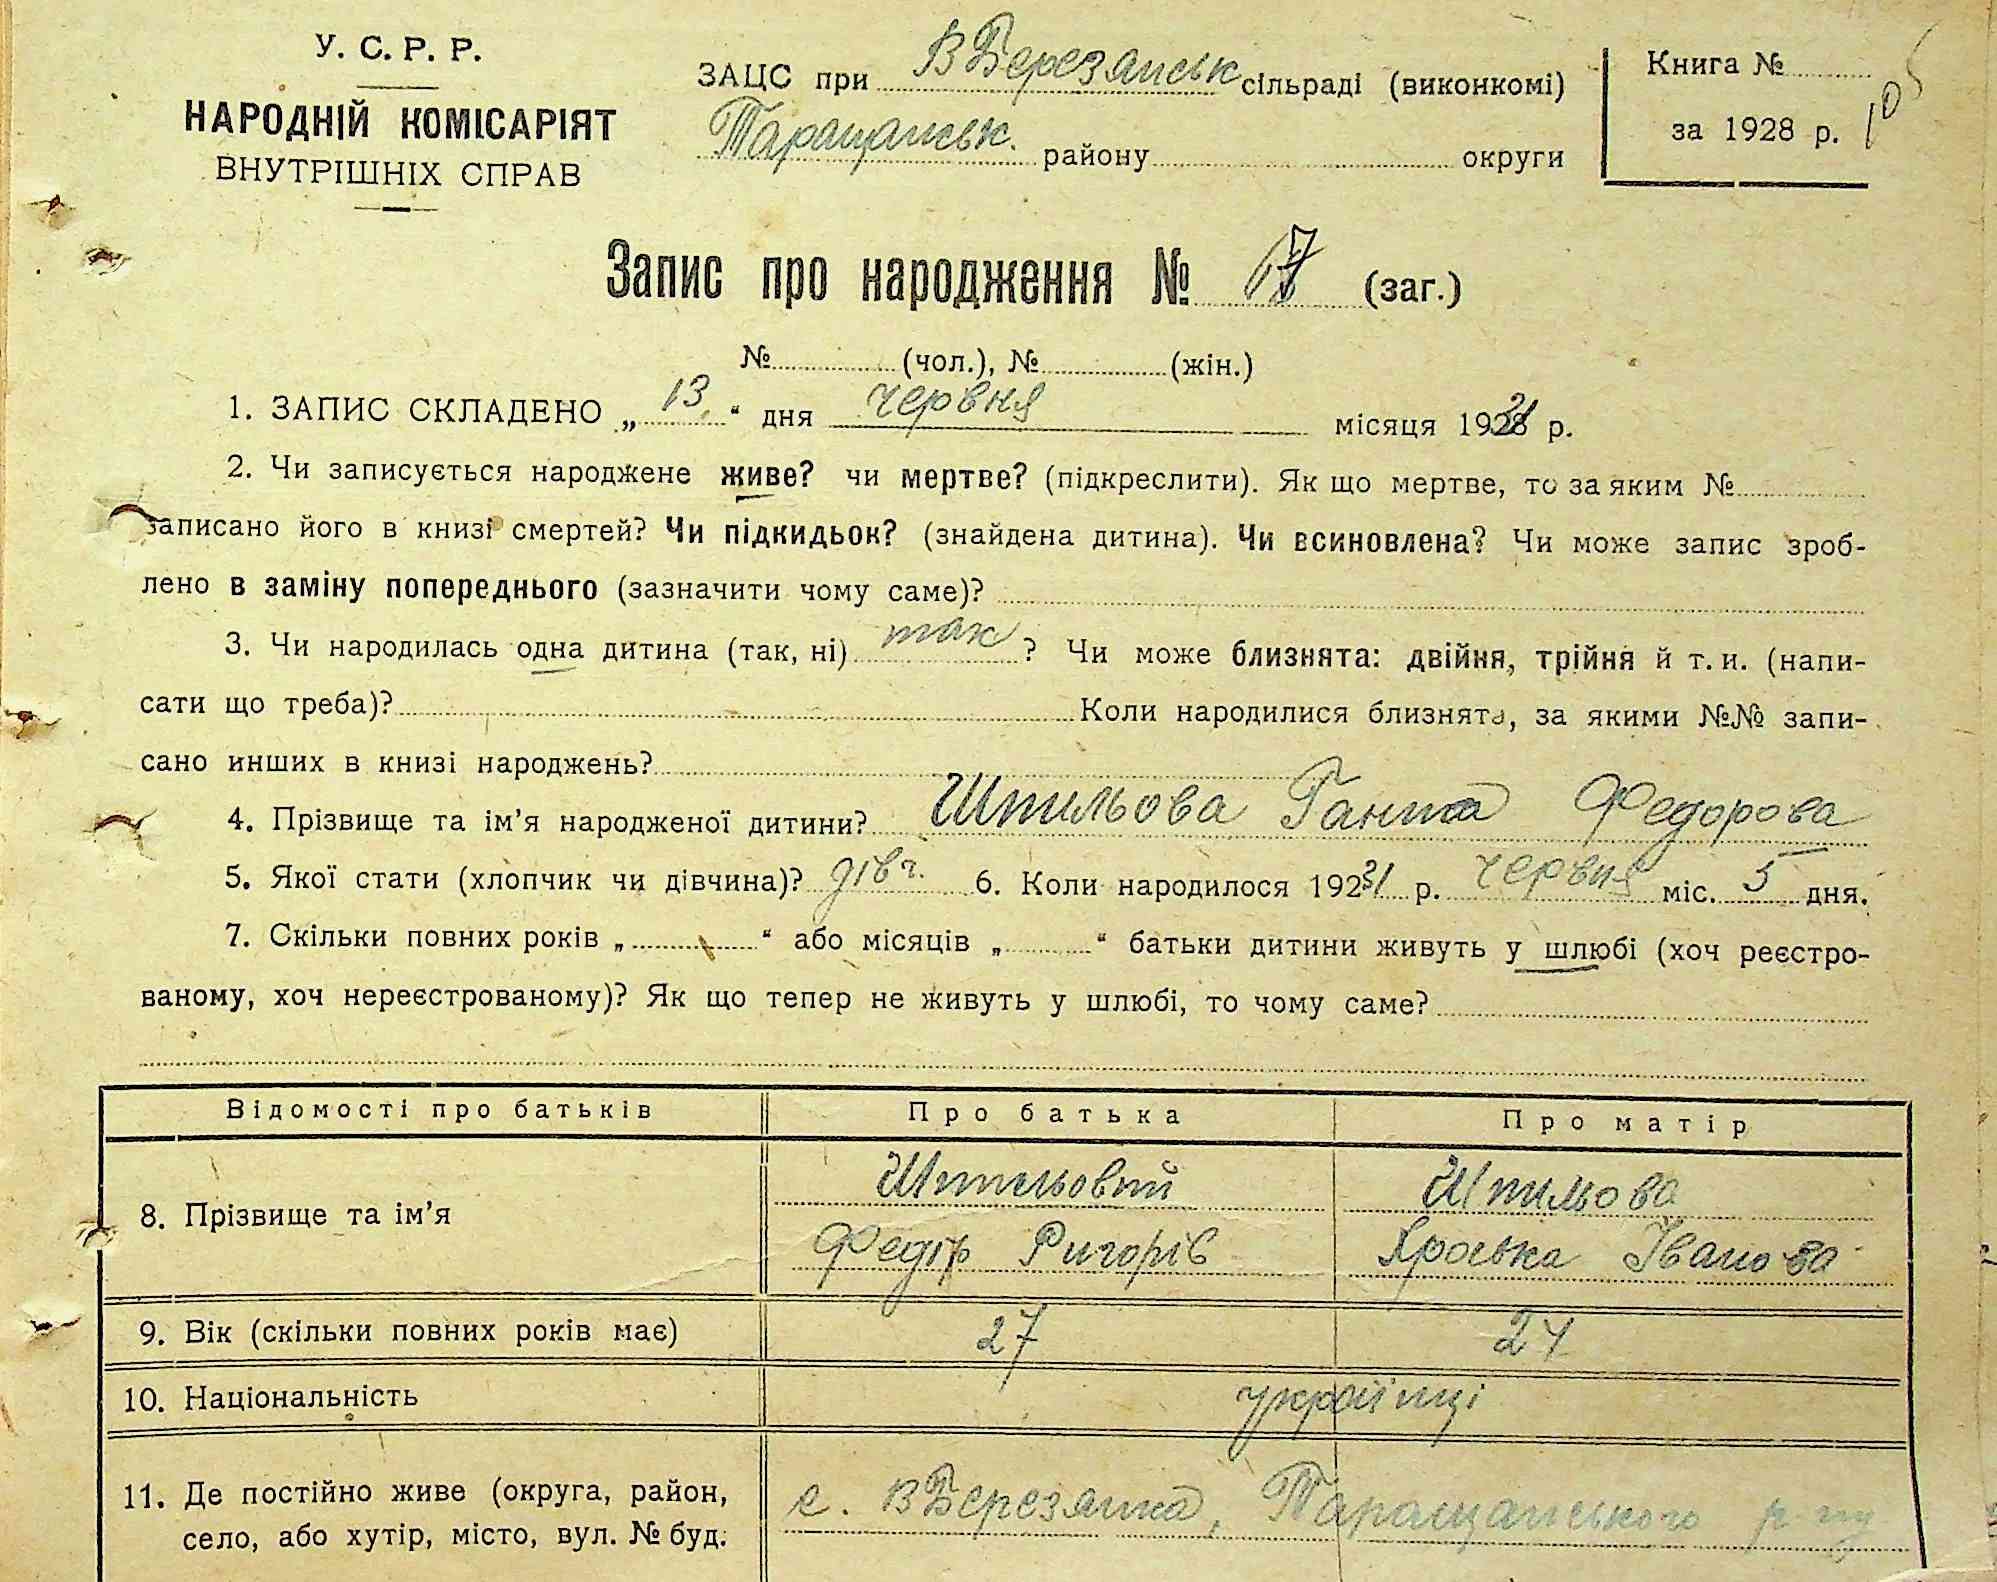 У. С. Р. Р.
НАРОДНІЙ КОМІСАРІЯТ
ВНУТРІШНІХ СПРАВ
ЗАЦС при В Березянськ сільраді (виконкомі)
Таращанськ. району округи
Книга №
за 1928 р. 105
Запис про народження № 17 (заг.)
№ (чол.), № (жін.)
1. ЗАПИС СКЛАДЕНО „ 13 “ дня червня місяця 1931 р.
2. Чи записується народжене живе? чи мертве? (підкреслити). Як що мертве, то за яким №
записано його в книзі смертей? Чи підкидьок? (знайдена дитина). Чи всиновлена? Чи може запис зроб-
лено в заміну попереднього (зазначити чому саме)?
3. Чи народилась одна дитина (так, ні) так ? Чи може близнята: двійня, трійня й т. и. (напи-
сати що треба)? Коли народилися близнята, за якими №№ запи-
сано инших в книзі народжень?
4. Прізвище та ім’я народженої дитини? Шпильова Ганна Федорова
5. Якої стати (хлопчик чи дівчина)? дівч. 6. Коли народилося 1931 р. червня міс. 5 дня.
7. Скільки повних років „ “ або місяців „ “ батьки дитини живуть у шлюбі (хоч реєстро-
ваному, хоч нереєстрованому)? Як що тепер не живуть у шлюбі, то чому саме?
Відомості про батьків Про батька Про матір
8. Прізвище та ім’я Шпильовий Шпильова
Федір Ригорів Яроська Іванова
9. Вік (скільки повних років має) 27 24
10. Національність українці
11. Де постійно живе (округа, район, с. В Березянка, Таращанського р-ну
село, або хутір, місто, вул. № буд.